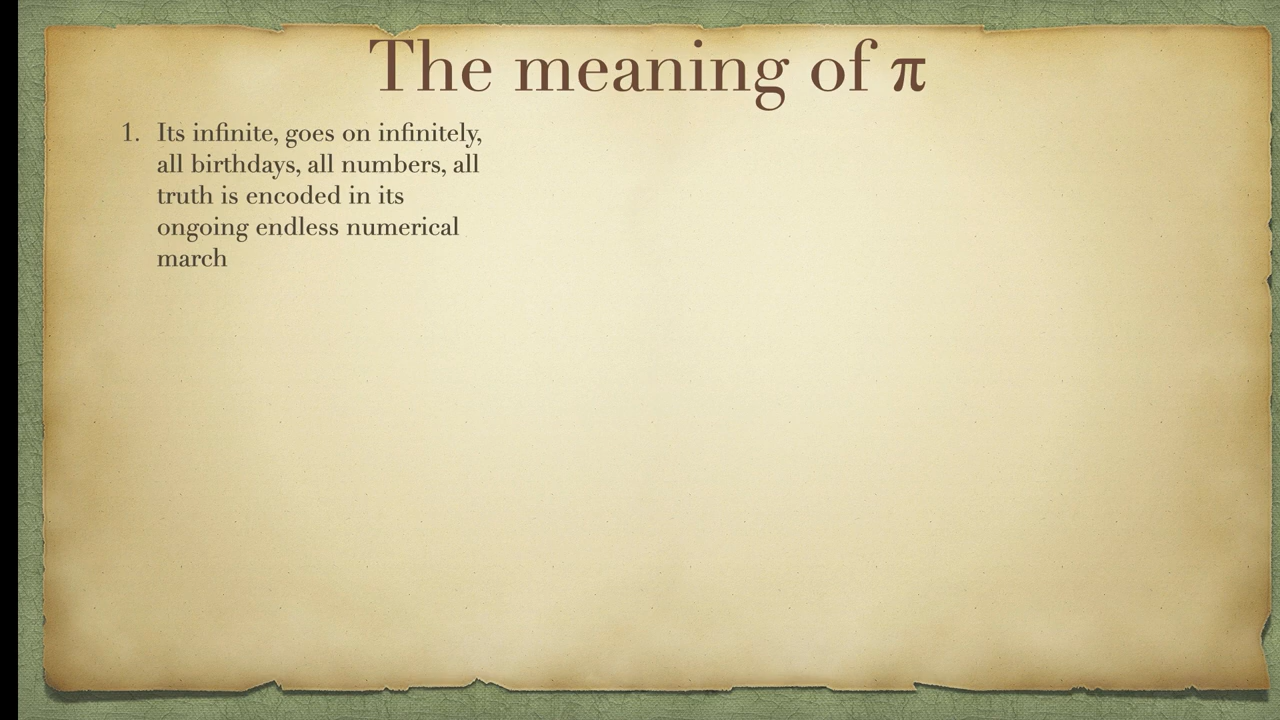 The meaning of π
1. Its infinite, goes on infinitely,
all birthdays, all numbers, all
truth is encoded in its
ongoing endless numerical
march